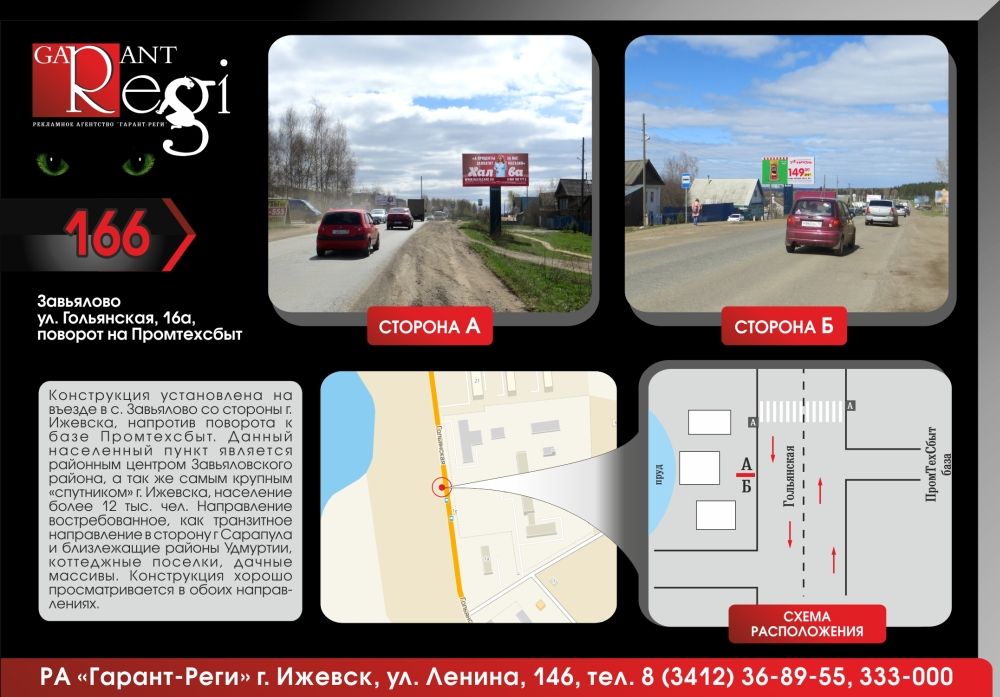 GARANT
Regi
РЕКЛАМНОЕ АГЕНТСТВО "ГАРАНТ-РЕГИ"
166
Завьялово
ул. Гольянская, 16а,
поворот на Промтехсбыт
Халва
149
СТОРОНА А
СТОРОНА Б
Конструкция установлена на
въезде в с. Завьялово со стороны г.
Ижевска, напротив поворота к
базе Промтехсбыт. Данный
населенный пункт является
районным центром Завьяловского
района, а так же самым крупным
«спутником» г. Ижевска, население
более 12 тыс. чел. Направление
востребованное, как транзитное
направление в сторону г Сарапула
и близлежащие районы Удмуртии,
коттеджные поселки, дачные
массивы. Конструкция хорошо
просматривается в обоих направ-
лениях.
Гольянская
пруд
А
Б
А
А
Гольянская
ПромТехСбыт
база
СХЕМА
РАСПОЛОЖЕНИЯ
РА «Гарант-Реги» г. Ижевск, ул. Ленина, 146, тел. 8 (3412) 36-89-55, 333-000